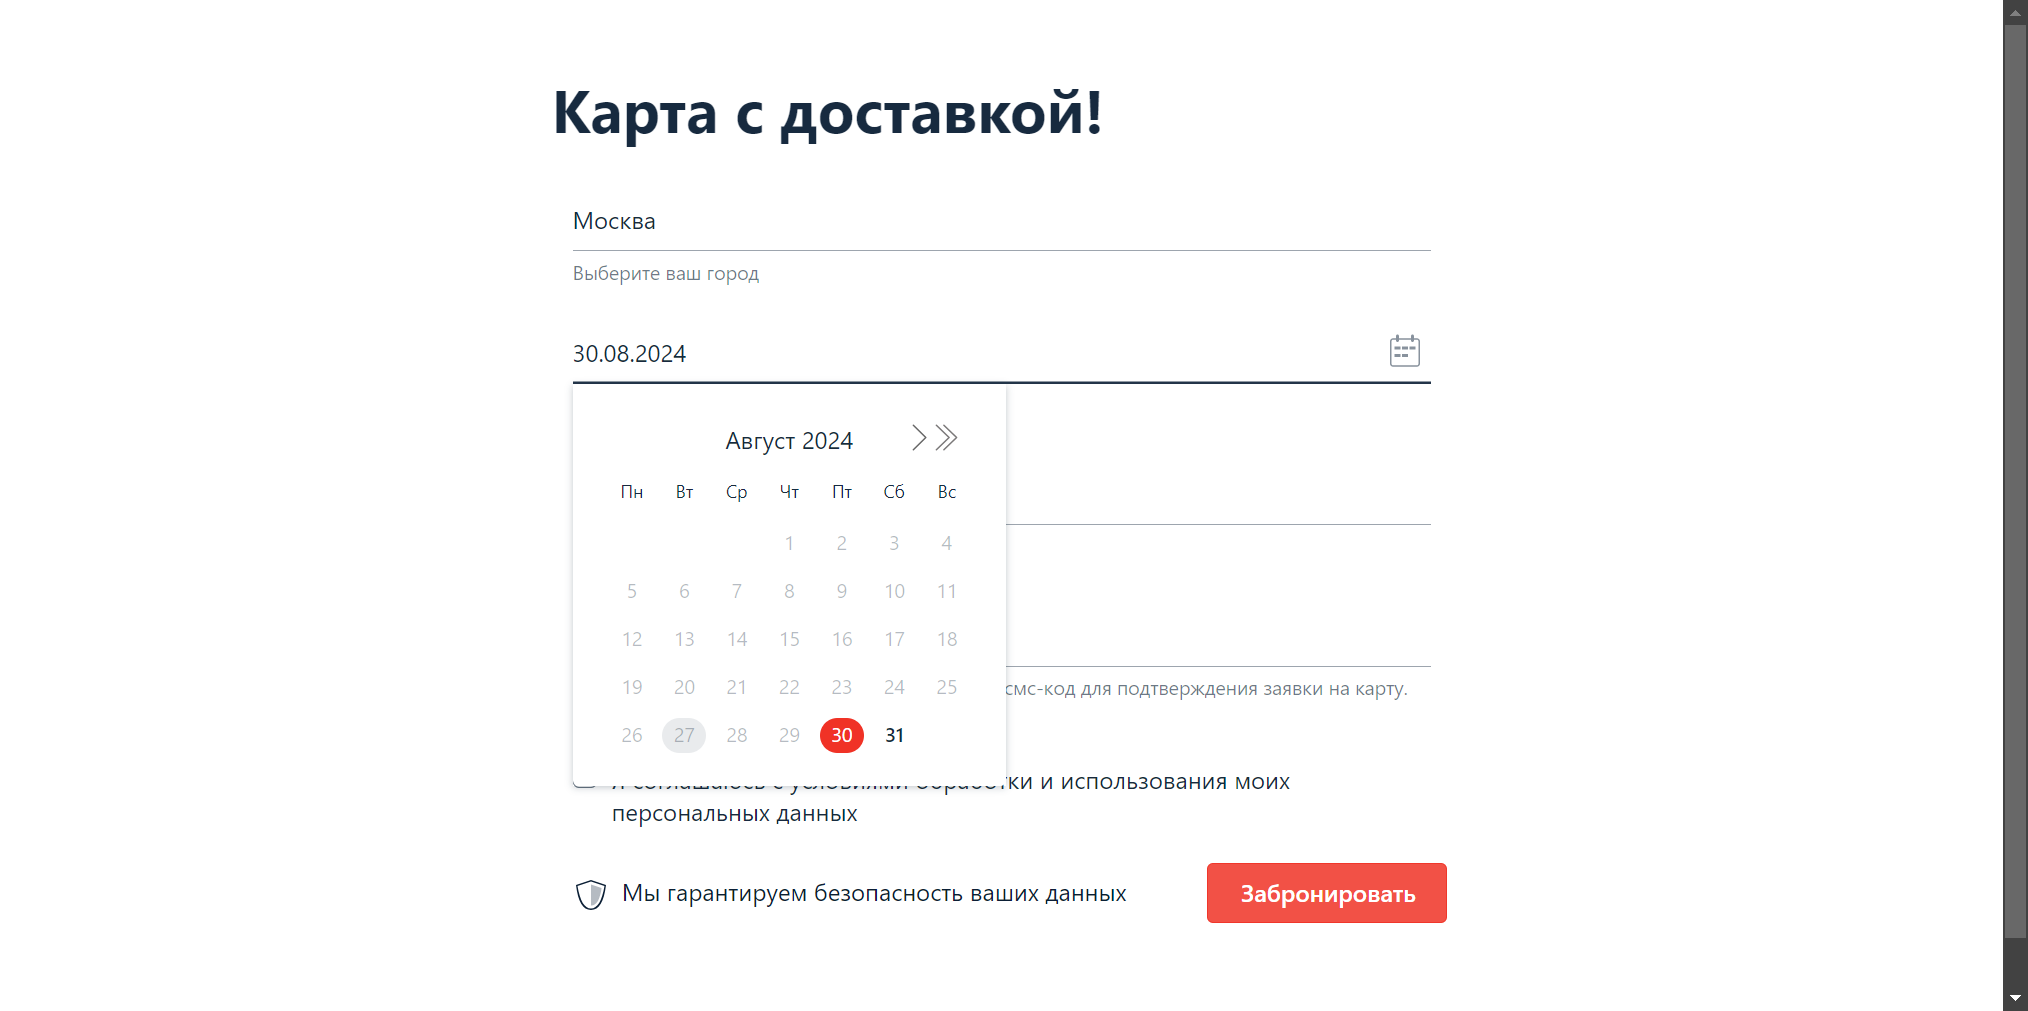 Карта с доставкой!
Москва
Выберите ваш город
30.08.2024
Август 2024
Пн Вт Ср Чт Пт Сб Вс
1 2 3 4
5 6 7 8 9 10 11
12 13 14 15 16 17 18
19 20 21 22 23 24 25
смс-код для подтверждения заявки на карту.
26 27 28 29 30 31
и использования моих
персональных данных
Мы гарантируем безопасность ваших данных
Забронировать